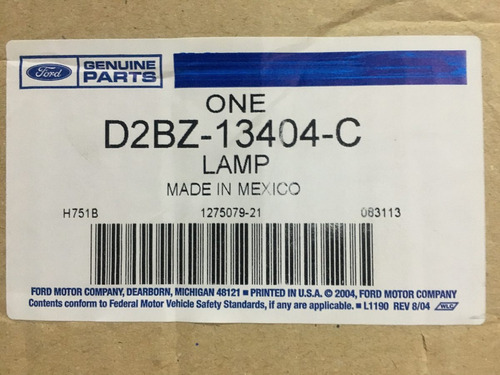 Ford GENUINE PARTS
ONE
D2BZ-13404-C
LAMP
MADE IN MEXICO
H751B 1275079-21 083113
FORD MOTOR COMPANY, DEARBORN, MICHIGAN 48121 ■ PRINTED IN U.S.A. © 2004, FORD MOTOR COMPANY
Contents conform to Federal Motor Vehicle Safety Standards, if any are applicable. ■ L1190 REV 8/04 WLC